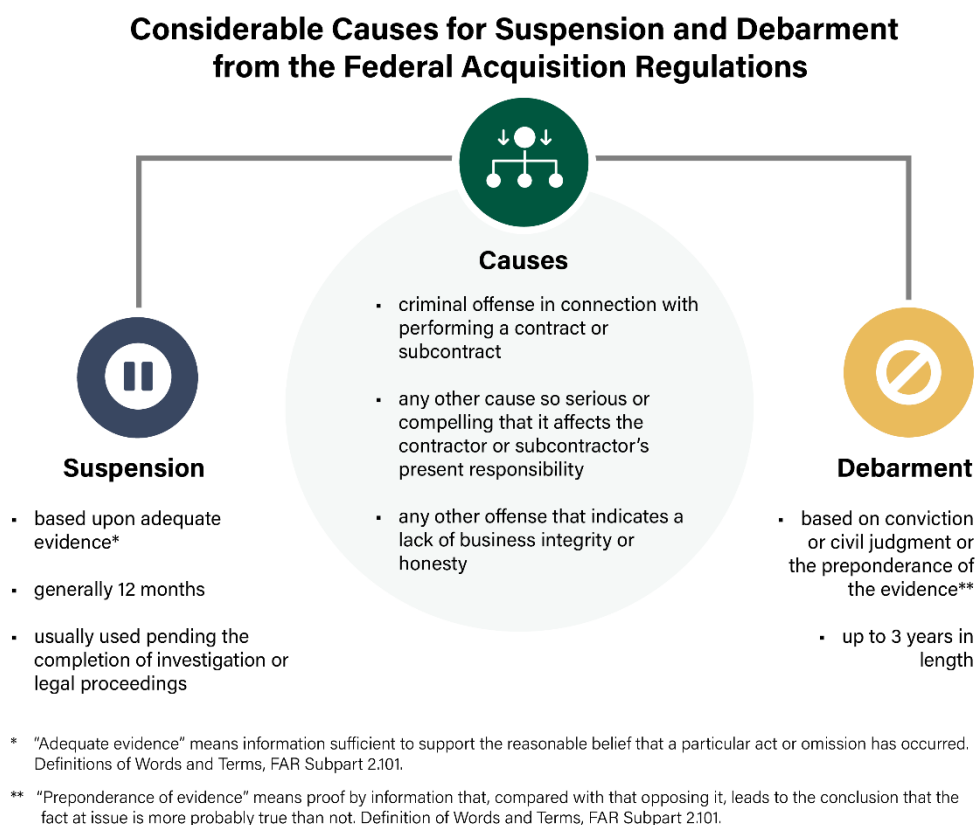 Considerable Causes for Suspension and Debarment
from the Federal Acquisition Regulations
Causes
▪ criminal offense in connection with
performing a contract or
subcontract
▪ any other cause so serious or
compelling that it affects the
contractor or subcontractor's
present responsibility
▪ any other offense that indicates a
lack of business integrity or
honesty
Suspension
▪ based upon adequate
evidence*
▪ generally 12 months
▪ usually used pending the
completion of investigation or
legal proceedings
Debarment
▪ based on conviction
or civil judgment or
the preponderance of
the evidence**
▪ up to 3 years in
length
* "Adequate evidence" means information sufficient to support the reasonable belief that a particular act or omission has occurred.
Definitions of Words and Terms, FAR Subpart 2.101.
** "Preponderance of evidence" means proof by information that, compared with that opposing it, leads to the conclusion that the
fact at issue is more probably true than not. Definition of Words and Terms, FAR Subpart 2.101.